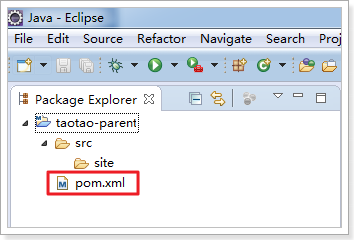 Java - Eclipse
File Edit Source Refactor Navigate Search Proj
Package Explorer
taotao-parent
src
site
pom.xml